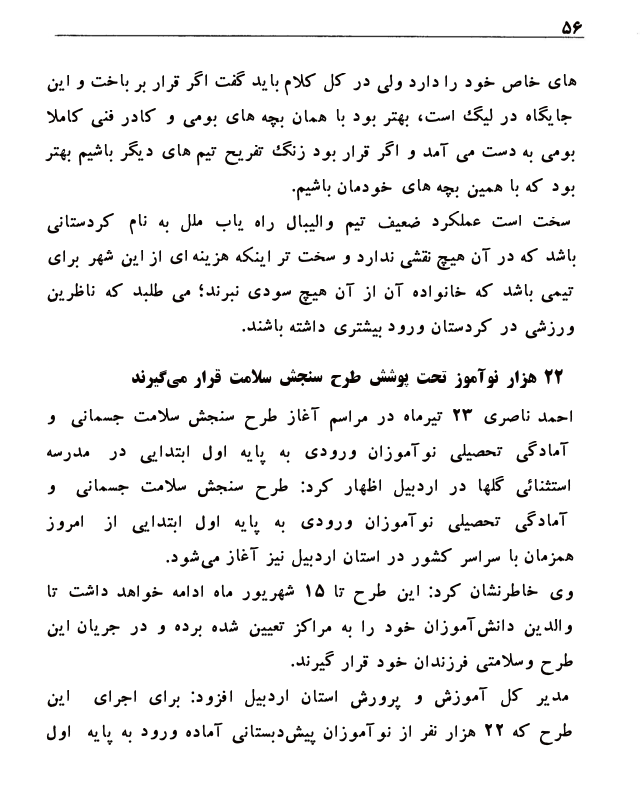 ۵۶
های خاص خود را دارد ولی در کل کلام باید گفت اگر قرار بر باخت و این
جایگاه در لیگ است، بهتر بود با همان بچه های بومی و کادر فنی کاملا
بومی به دست می آمد و اگر قرار بود زنگ تفریح تیم های دیگر باشیم بهتر
بود که با همین بچه های خودمان باشیم.
سخت است عملکرد ضعیف تیم والیبال راه یاب ملل به نام کردستانی
باشد که در آن هیچ نقشی ندارد و سخت تر اینکه هزینه ای از این شهر برای
تیمی باشد که خانواده آن از آن هیچ سودی نبرند؛ می طلبد که ناظرین
ورزشی در کردستان ورود بیشتری داشته باشند.
۲۲ هزار نوآموز تحت پوشش طرح سنجش سلامت قرار می‌گیرند
احمد ناصری ۲۳ تیرماه در مراسم آغاز طرح سنجش سلامت جسمانی و
آمادگی تحصیلی نوآموزان ورودی به پایه اول ابتدایی در مدرسه
استثنائی گلها در اردبیل اظهار کرد: طرح سنجش سلامت جسمانی و
آمادگی تحصیلی نوآموزان ورودی به پایه اول ابتدایی از امروز
همزمان با سراسر کشور در استان اردبیل نیز آغاز می‌شود.
وی خاطرنشان کرد: این طرح تا ۱۵ شهریور ماه ادامه خواهد داشت تا
والدین دانش‌آموزان خود را به مراکز تعیین شده برده و در جریان این
طرح وسلامتی فرزندان خود قرار گیرند.
مدیر کل آموزش و پرورش استان اردبیل افزود: برای اجرای این
طرح که ۲۲ هزار نفر از نوآموزان پیش‌دبستانی آماده ورود به پایه اول